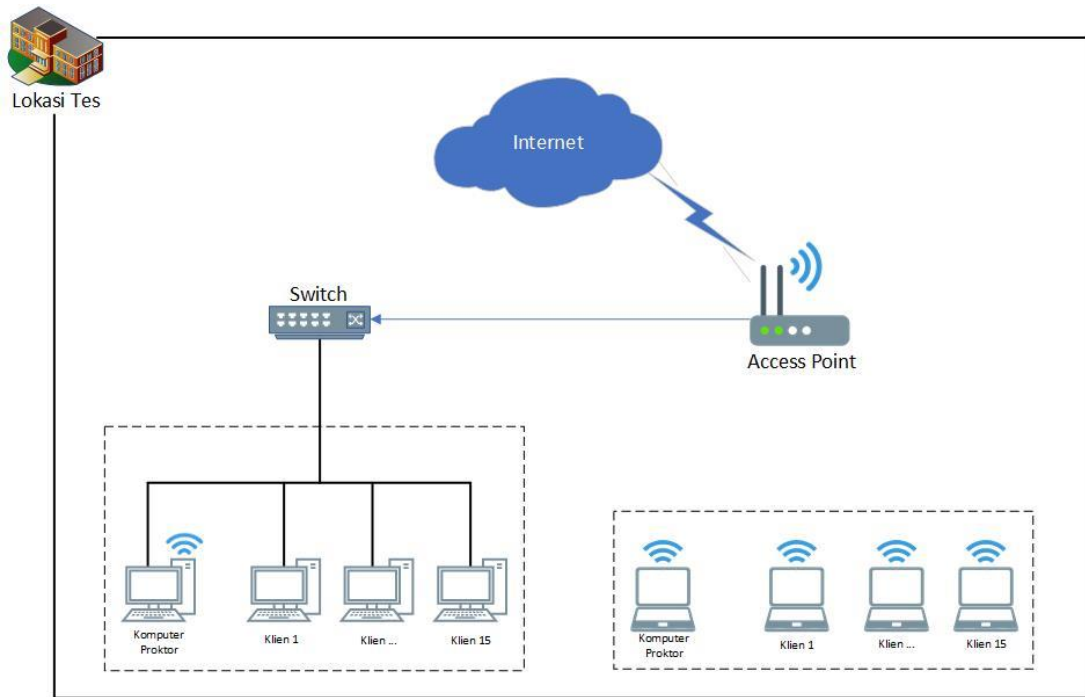 Lokasi Tes
Internet
Switch
Access Point
Komputer
Proktor
Klien 1
Klien ...
Klien 15
Komputer
Proktor
Klien 1
Klien ...
Klien 15